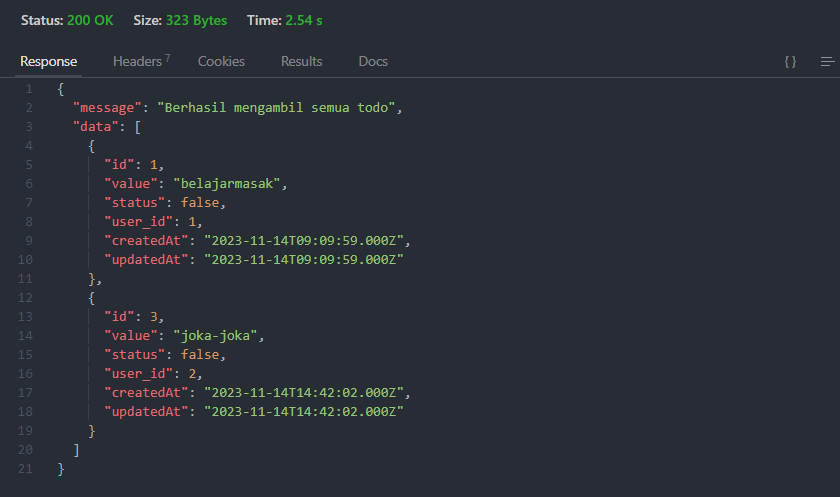 Status: 200 OK Size: 323 Bytes Time: 2.54 s
Response Headers 7 Cookies Results Docs { }
1 {
2 "message": "Berhasil mengambil semua todo",
3 "data": [
4 {
5 "id": 1,
6 "value": "belajarmasak",
7 "status": false,
8 "user_id": 1,
9 "createdAt": "2023-11-14T09:09:59.000Z",
10 "updatedAt": "2023-11-14T09:09:59.000Z"
11 },
12 {
13 "id": 3,
14 "value": "joka-joka",
15 "status": false,
16 "user_id": 2,
17 "createdAt": "2023-11-14T14:42:02.000Z",
18 "updatedAt": "2023-11-14T14:42:02.000Z"
19 }
20 ]
21 }